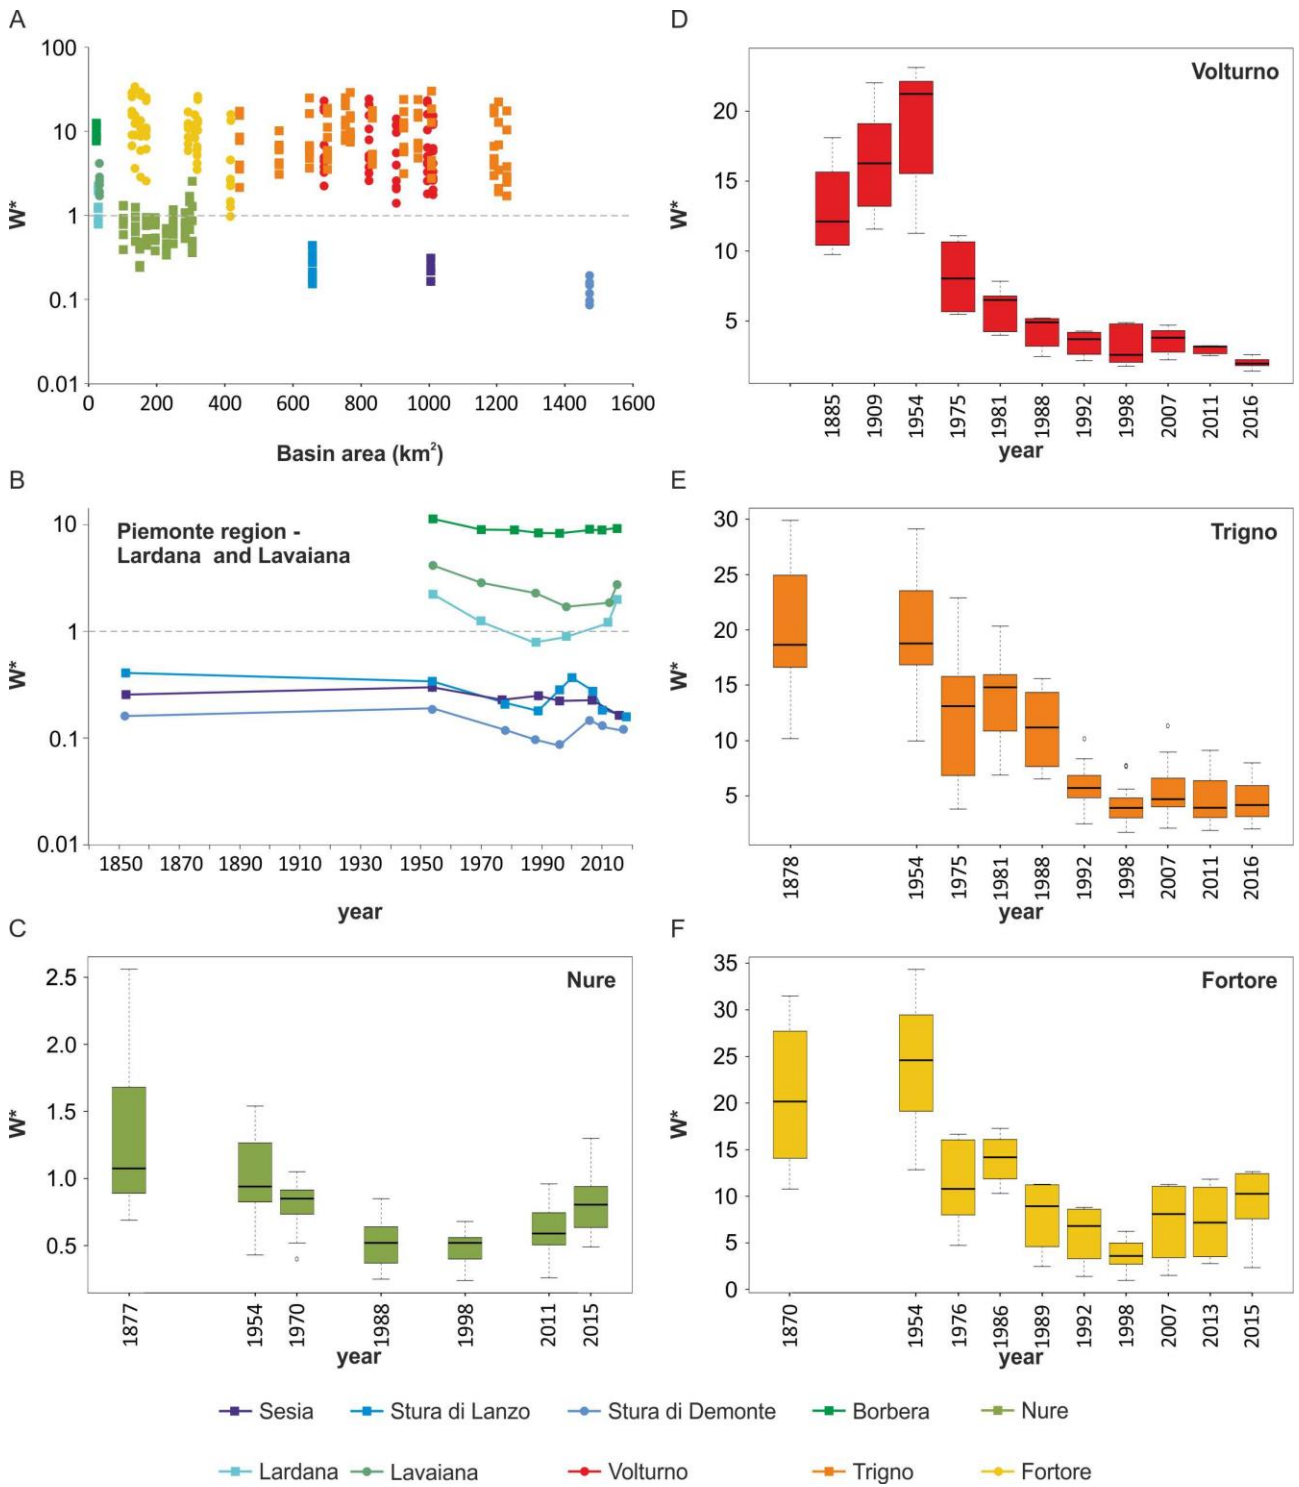 A
100
10
1
0.1
0.01
W*
0 200 400 600 800 1000 1200 1400 1600
Basin area (km²)
B
Piemonte region -
Lardana and Lavaiana
10
1
0.1
0.01
W*
1850 1870 1890 1910 1930 1950 1970 1990 2010
year
C
Nure
2.5
2.0
1.5
1.0
0.5
W*
1877 1954 1970 1988 1998 2011 2015
year
D
Volturno
20
15
10
5
W*
1885 1909 1954 1975 1981 1988 1992 1998 2007 2011 2016
year
E
Trigno
30
25
20
15
10
5
W*
1878 1954 1975 1981 1988 1992 1998 2007 2011 2016
year
F
Fortore
35
30
25
20
15
10
5
0
W*
1870 1954 1976 1986 1989 1992 1998 2007 2013 2015
year
Sesia Stura di Lanzo Stura di Demonte Borbera Nure
Lardana Lavaiana Volturno Trigno Fortore